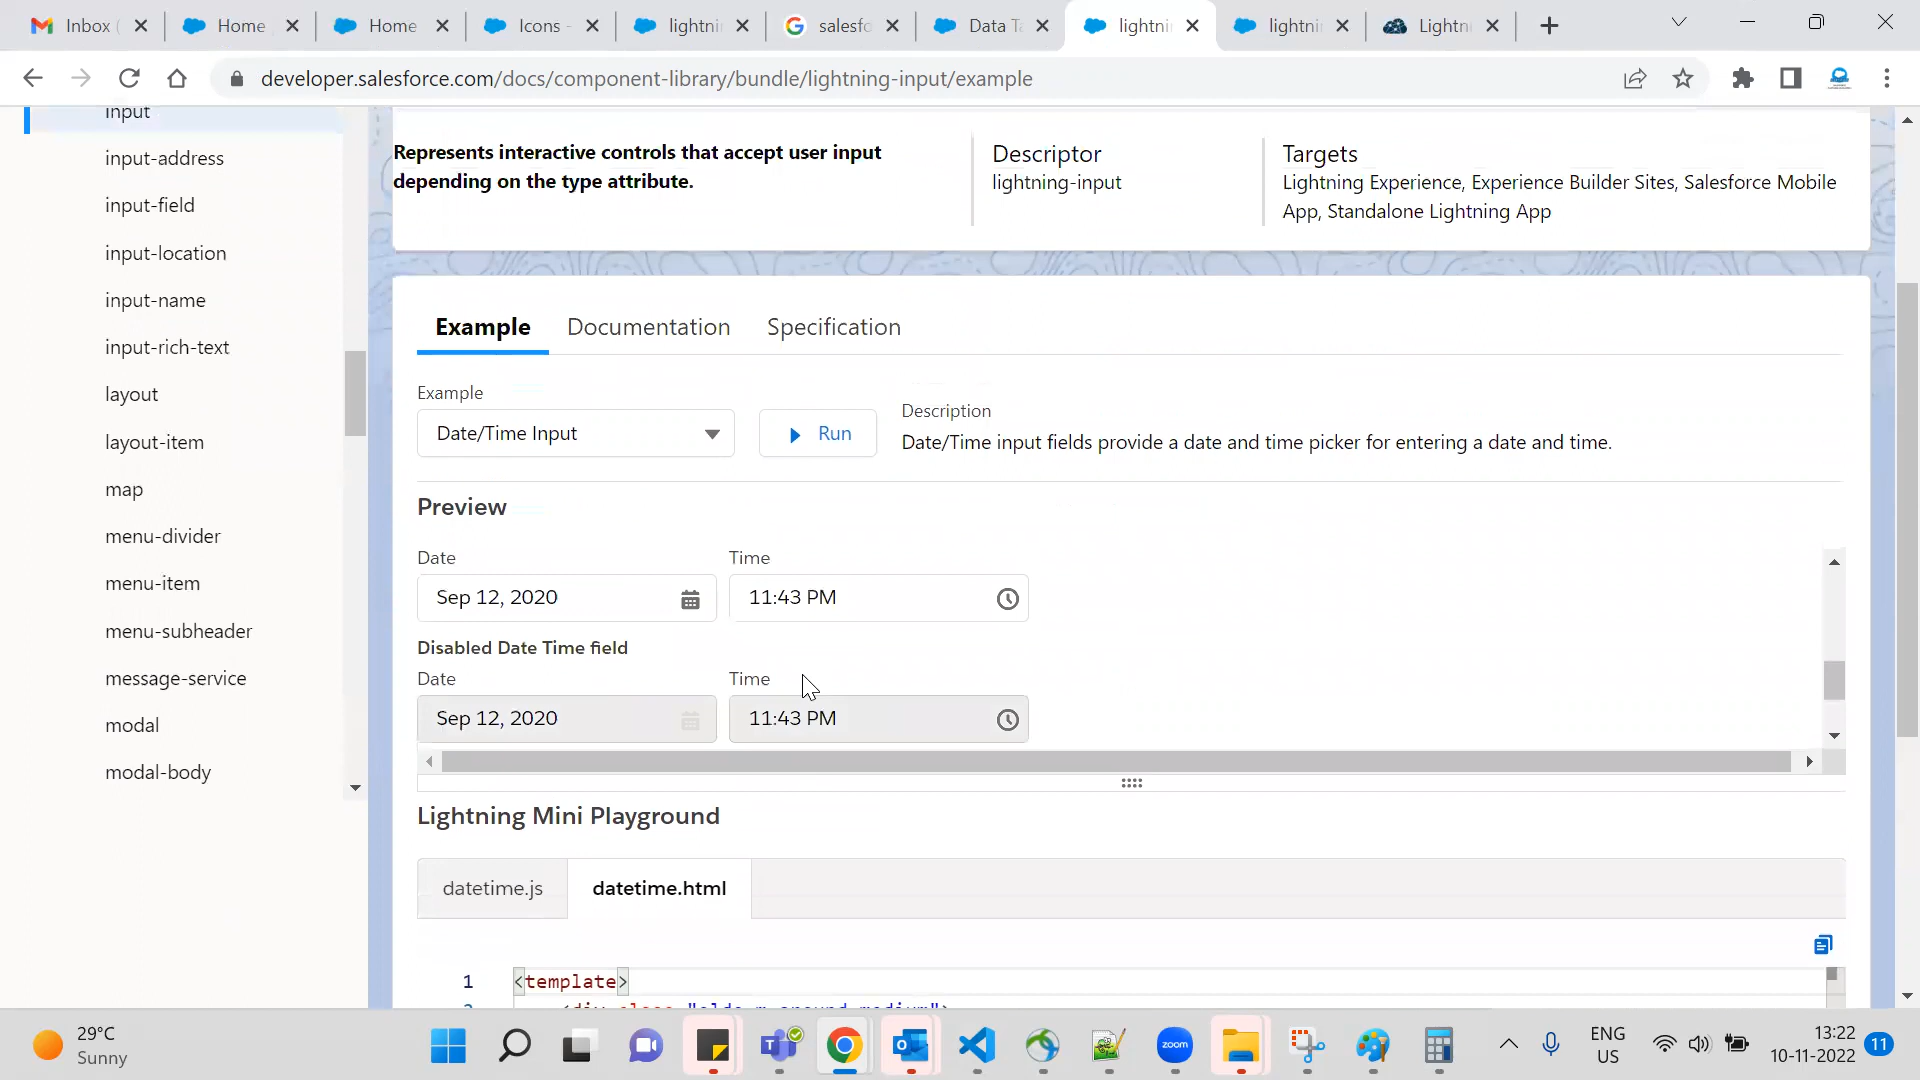 Inbox (
Home
Home
Icons -
lightni
salesfo
Data Ta
lightni
lightni
Lightni
developer.salesforce.com/docs/component-library/bundle/lightning-input/example
input
input-address
input-field
input-location
input-name
input-rich-text
layout
layout-item
map
menu-divider
menu-item
menu-subheader
message-service
modal
modal-body
Represents interactive controls that accept user input
depending on the type attribute.
Descriptor
lightning-input
Targets
Lightning Experience, Experience Builder Sites, Salesforce Mobile
App, Standalone Lightning App
Example Documentation Specification
Example
Date/Time Input
Run
Description
Date/Time input fields provide a date and time picker for entering a date and time.
Preview
Date Time
Sep 12, 2020 11:43 PM
Disabled Date Time field
Date Time
Sep 12, 2020 11:43 PM
Lightning Mini Playground
datetime.js datetime.html
1 <template>
29°C
Sunny
zoom
ENG
US
13:22
10-11-2022
11